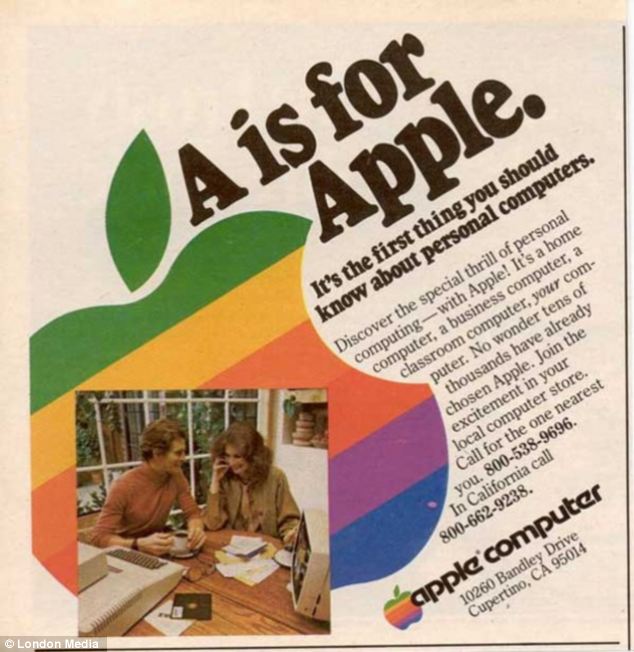 A is for
Apple.
It's the first thing you should
know about personal computers.
Discover the special thrill of personal
computing — with Apple! It's a home
computer, a business computer, a
classroom computer, your com-
puter. No wonder tens of
thousands have already
chosen Apple. Join the
excitement in your
local computer store.
Call for the one nearest
you. 800-538-9696.
In California call
800-662-9238.
apple computer
10260 Bandley Drive
Cupertino, CA 95014
© London Media